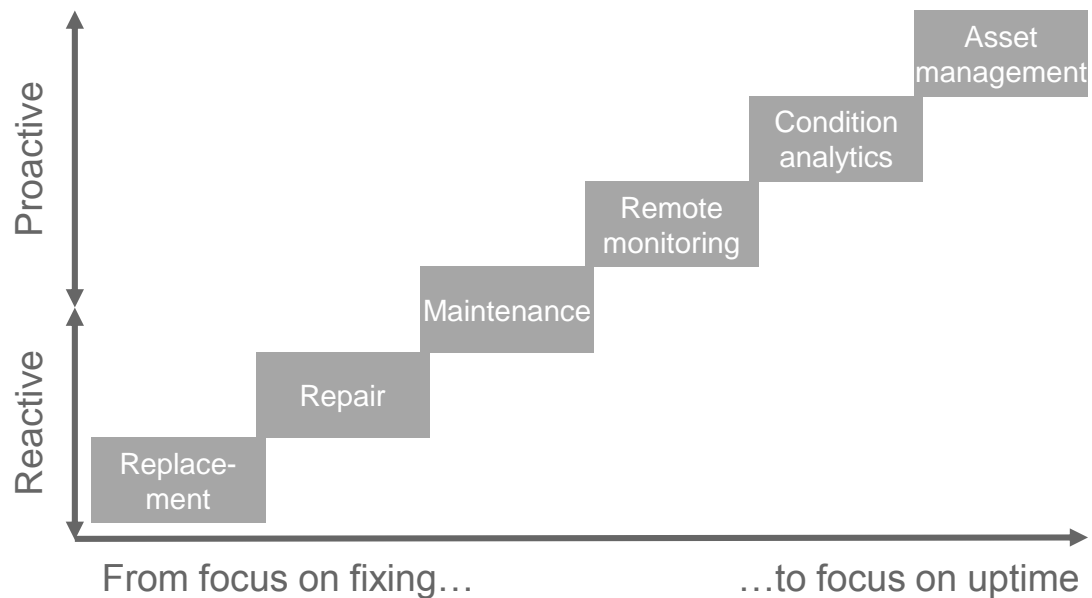 Proactive
Reactive
Asset
management
Condition
analytics
Remote
monitoring
Maintenance
Repair
Replace-
ment
From focus on fixing…
…to focus on uptime